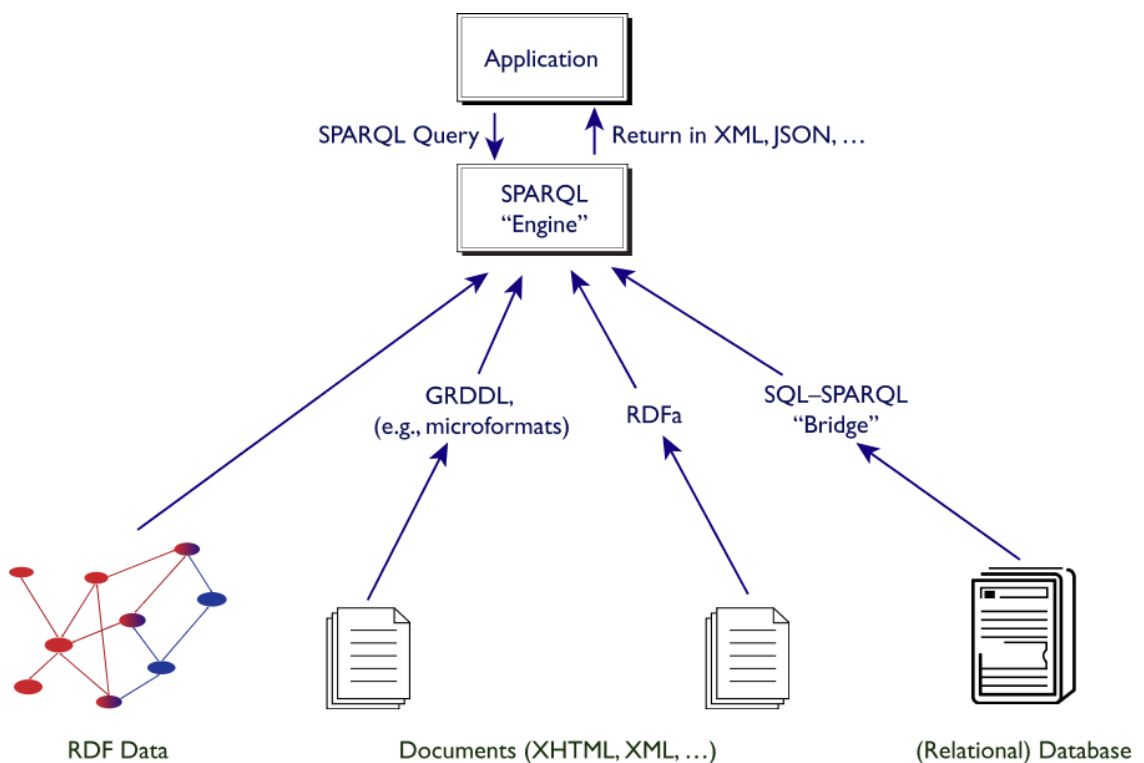 Application
SPARQL Query
Return in XML, JSON, …
SPARQL
“Engine”
GRDDL,
(e.g., microformats)
RDFa
SQL–SPARQL
“Bridge”
RDF Data
Documents (XHTML, XML, …)
(Relational) Database